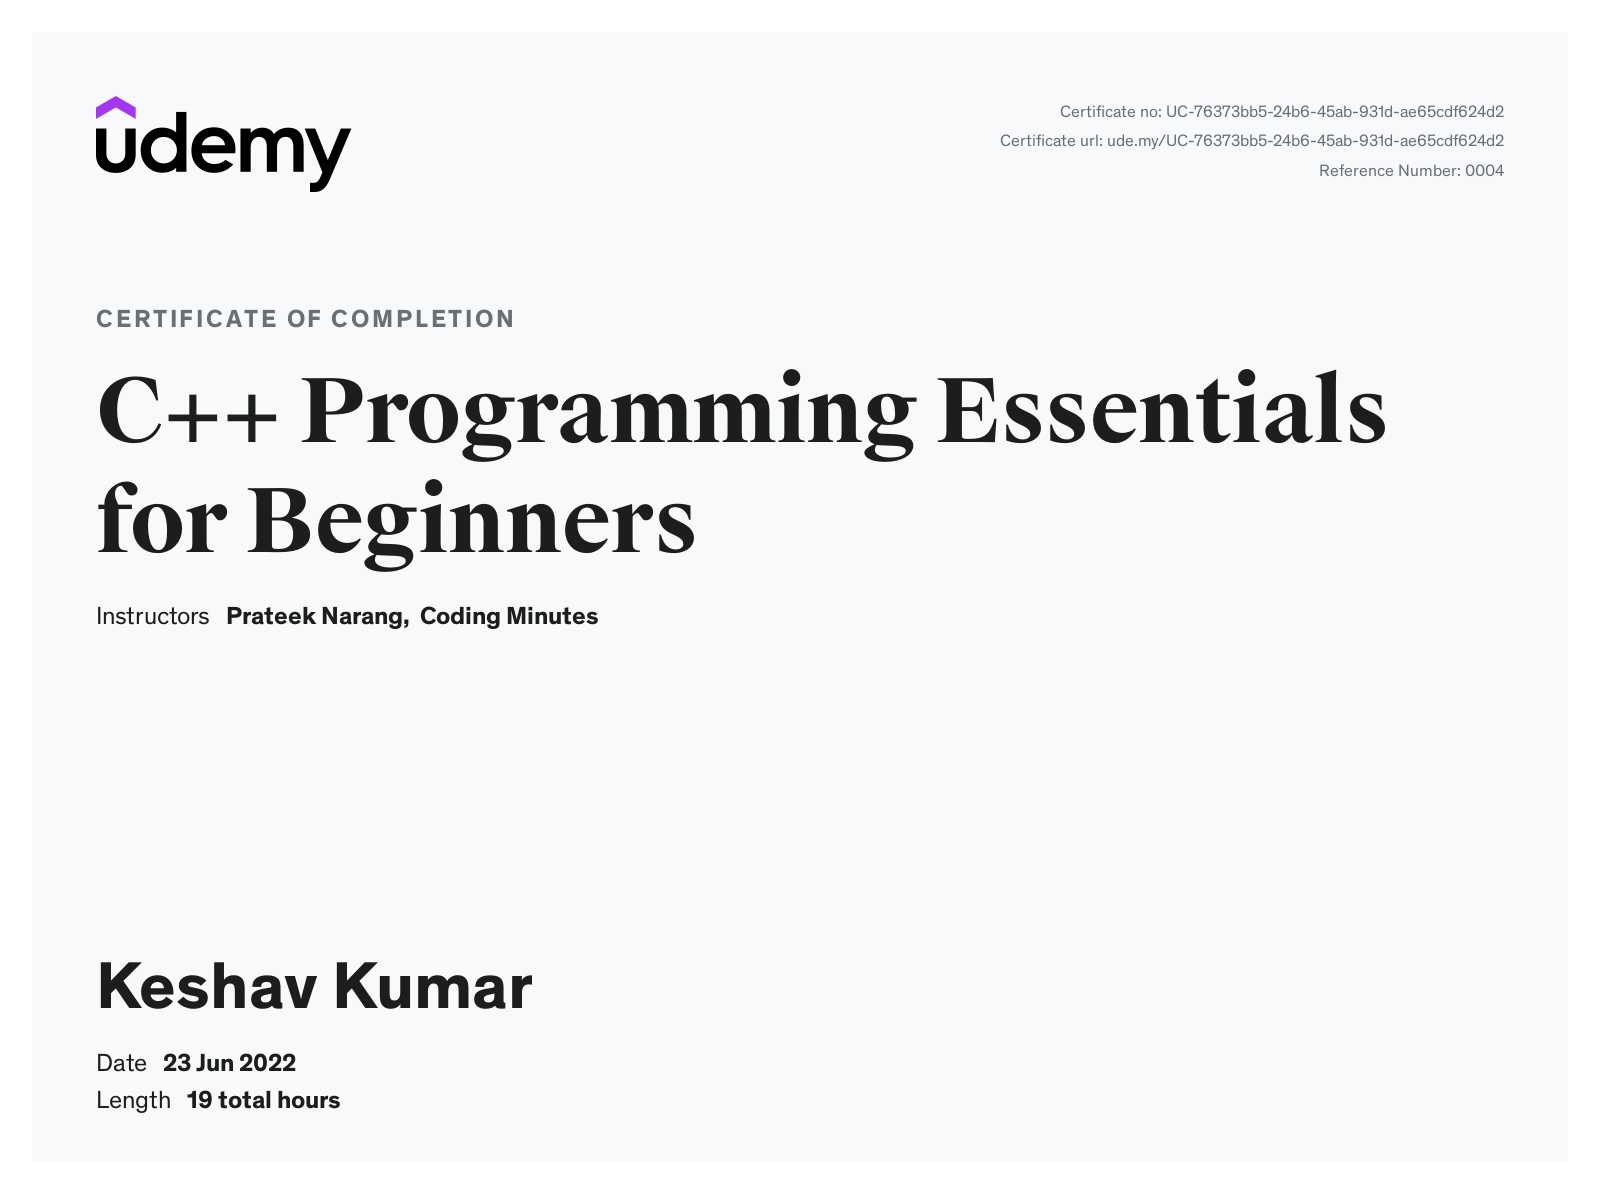 udemy
Certificate no: UC-76373bb5-24b6-45ab-931d-ae65cdf624d2
Certificate url: ude.my/UC-76373bb5-24b6-45ab-931d-ae65cdf624d2
Reference Number: 0004
CERTIFICATE OF COMPLETION
C++ Programming Essentials
for Beginners
Instructors Prateek Narang, Coding Minutes
Keshav Kumar
Date 23 Jun 2022
Length 19 total hours